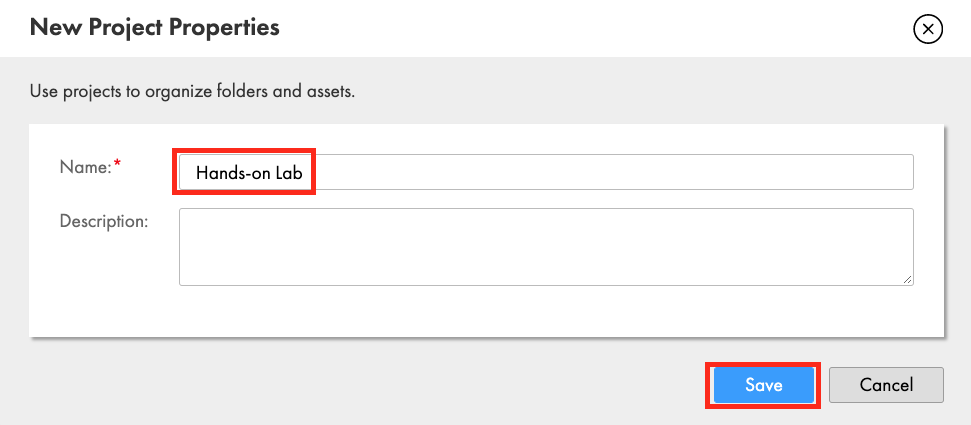 New Project Properties
Use projects to organize folders and assets.
Name:*
Hands-on Lab
Description:
Save
Cancel